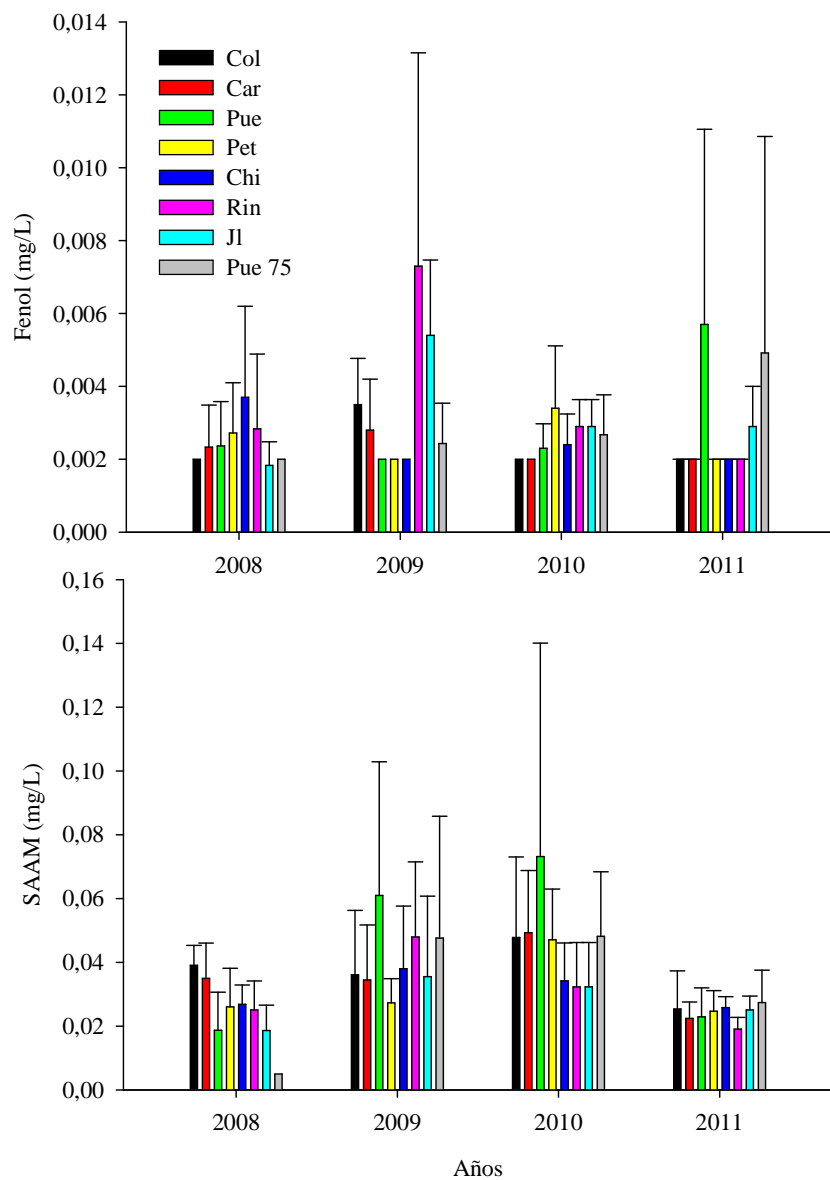 0,014
0,012
0,010
0,008
0,006
0,004
0,002
0,000
Fenol (mg/L)
Col
Car
Pue
Pet
Chi
Rin
Jl
Pue 75
2008 2009 2010 2011
0,16
0,14
0,12
0,10
0,08
0,06
0,04
0,02
0,00
SAAM (mg/L)
2008 2009 2010 2011
Años